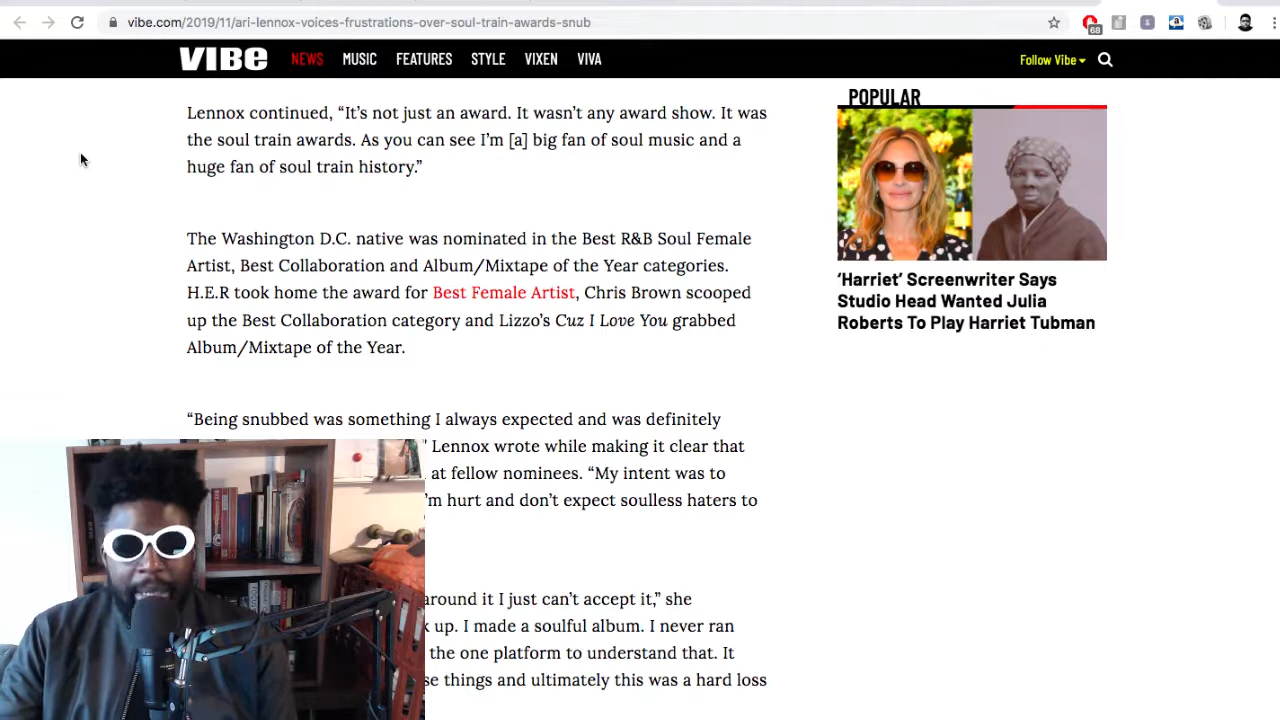 vibe.com/2019/11/ari-lennox-voices-frustrations-over-soul-train-awards-snub
68
VIBE NEWS MUSIC FEATURES STYLE VIXEN VIVA Follow Vibe
Lennox continued, “It’s not just an award. It wasn’t any award show. It was
the soul train awards. As you can see I’m [a] big fan of soul music and a
huge fan of soul train history.”
The Washington D.C. native was nominated in the Best R&B Soul Female
Artist, Best Collaboration and Album/Mixtape of the Year categories.
H.E.R took home the award for Best Female Artist, Chris Brown scooped
up the Best Collaboration category and Lizzo’s Cuz I Love You grabbed
Album/Mixtape of the Year.
“Being snubbed was something I always expected and was definitely
” Lennox wrote while making it clear that
at fellow nominees. “My intent was to
’m hurt and don’t expect soulless haters to
around it I just can’t accept it,” she
up. I made a soulful album. I never ran
the one platform to understand that. It
se things and ultimately this was a hard loss
POPULAR
‘Harriet’ Screenwriter Says
Studio Head Wanted Julia
Roberts To Play Harriet Tubman